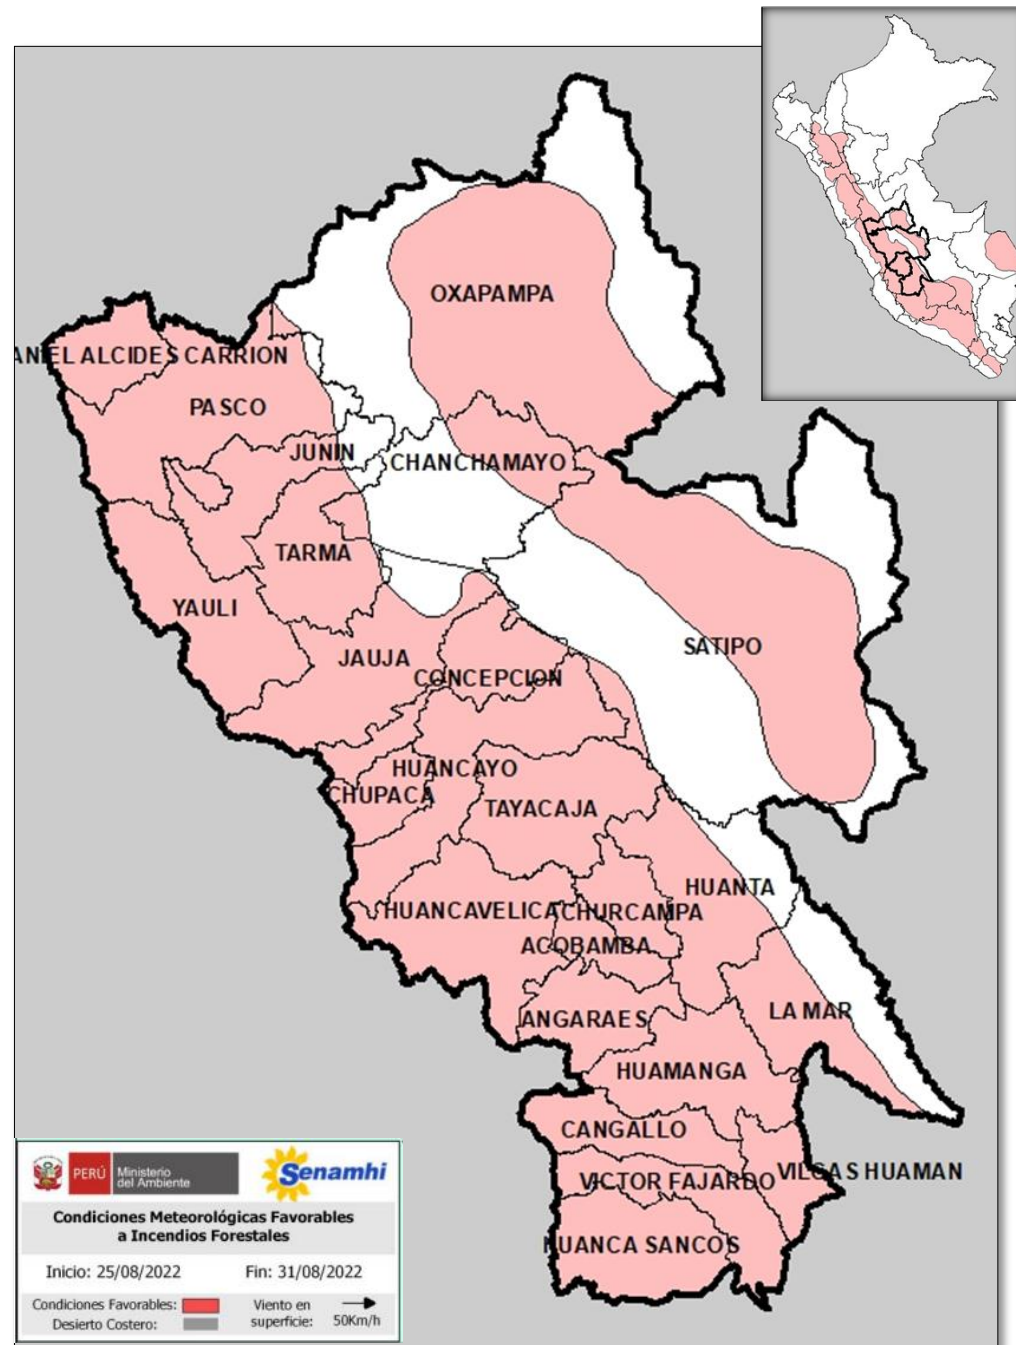 OXAPAMPA
ANIEL ALCIDES CARRION
PASCO
JUNIN
CHANCHAMAYO
TARMA
YAULI
SATIPO
JAUJA
CONCEPCION
HUANCAYO
CHUPACA
TAYACAJA
HUANTA
HUANCAVELICA
CHURCAMPA
ACOBAMBA
LA MAR
ANGARAES
HUAMANGA
CANGALLO
VILCAS HUAMAN
VICTOR FAJARDO
HUANCA SANCOS
PERÚ
Ministerio
del Ambiente
Senamhi
Condiciones Meteorológicas Favorables
a Incendios Forestales
Inicio: 25/08/2022 Fin: 31/08/2022
Condiciones Favorables:
Desierto Costero:
Viento en
superficie:
50Km/h